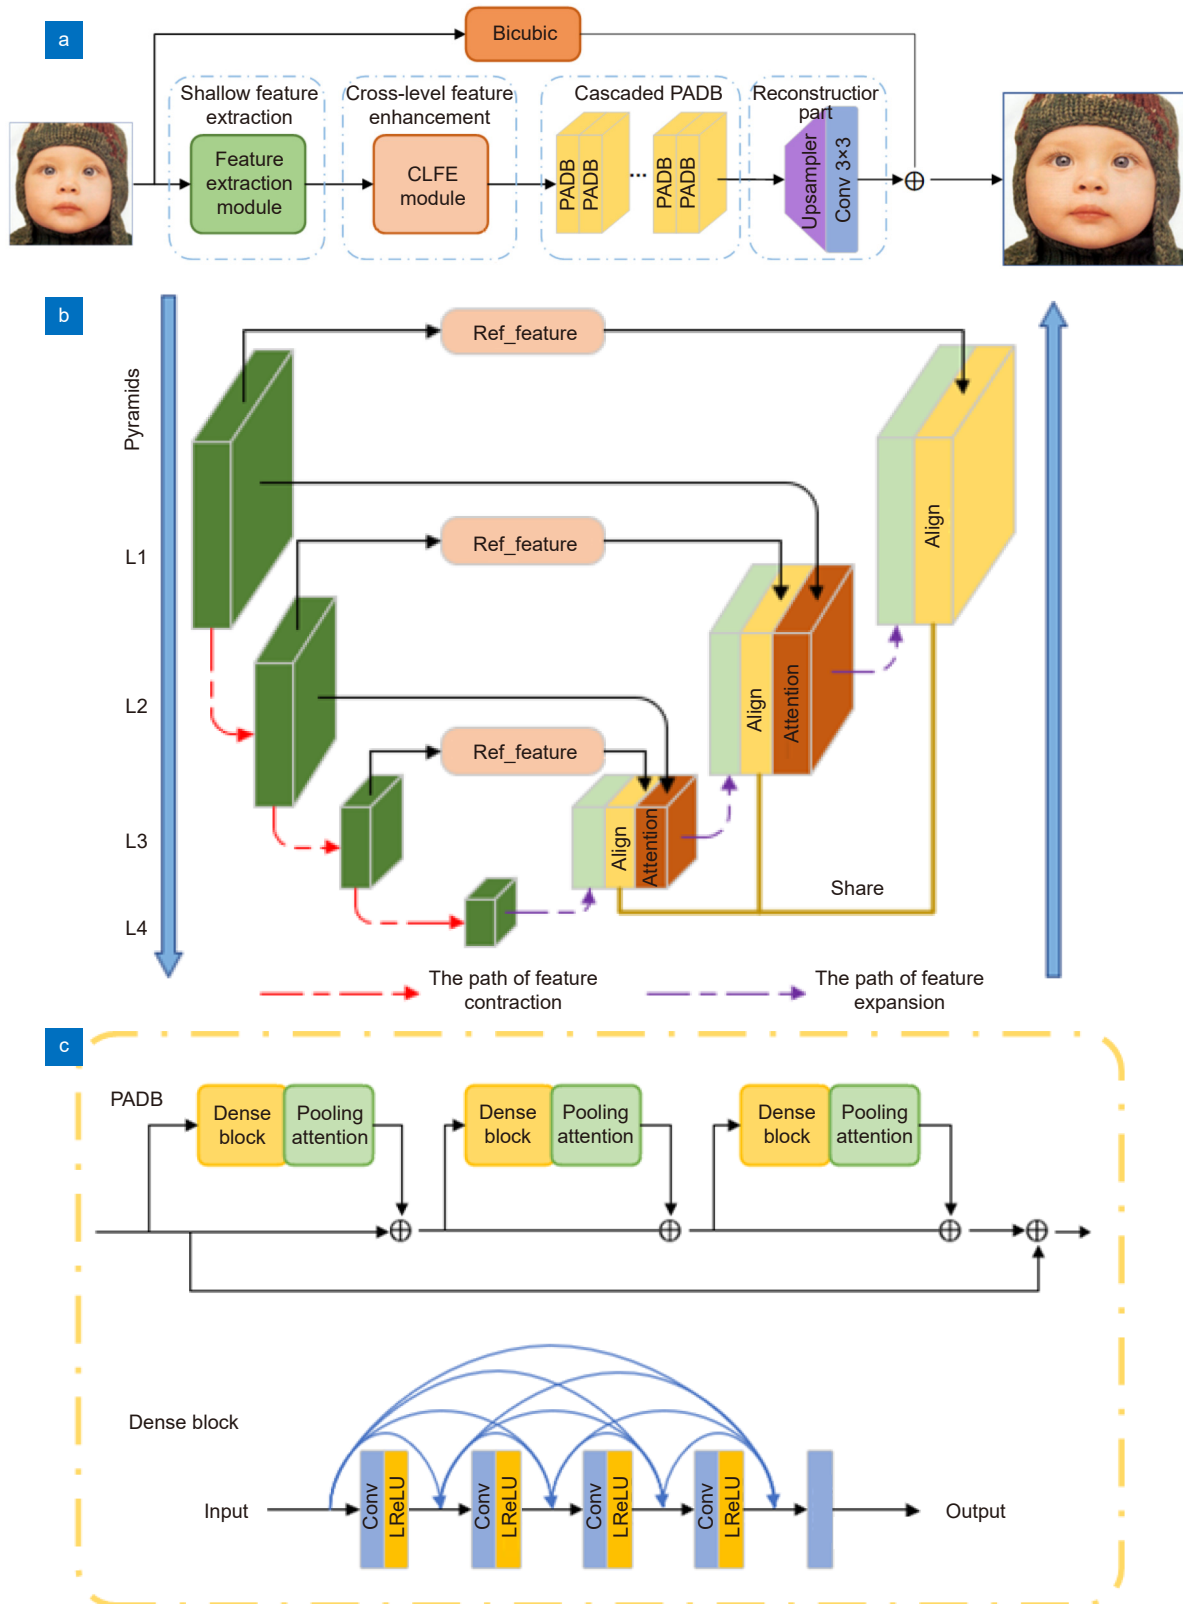 a
Bicubic
Shallow feature
extraction
Cross-level feature
enhancement
Cascaded PADB
Reconstructior
part
Feature
extraction
module
CLFE
module
PADB
PADB
...
PADB
PADB
Upsampler
Conv 3×3
b
Pyramids
Ref_feature
Align
L1
Ref_feature
Align
Attention
L2
Ref_feature
Align
Attention
L3
Share
L4
The path of feature
contraction
The path of feature
expansion
c
PADB
Dense
block
Pooling
attention
Dense
block
Pooling
attention
Dense
block
Pooling
attention
Dense block
Input
Conv
LReLU
Conv
LReLU
Conv
LReLU
Conv
LReLU
Output